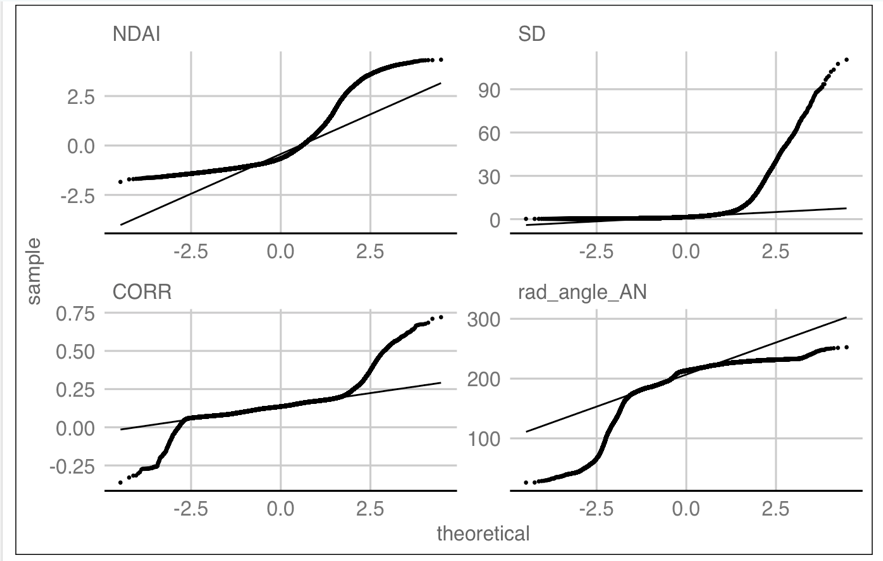 NDAI
SD
2.5
0.0
-2.5
90
60
30
0
-2.5 0.0 2.5
-2.5 0.0 2.5
sample
CORR
rad_angle_AN
0.75
0.50
0.25
0.00
-0.25
300
200
100
-2.5 0.0 2.5
-2.5 0.0 2.5
theoretical